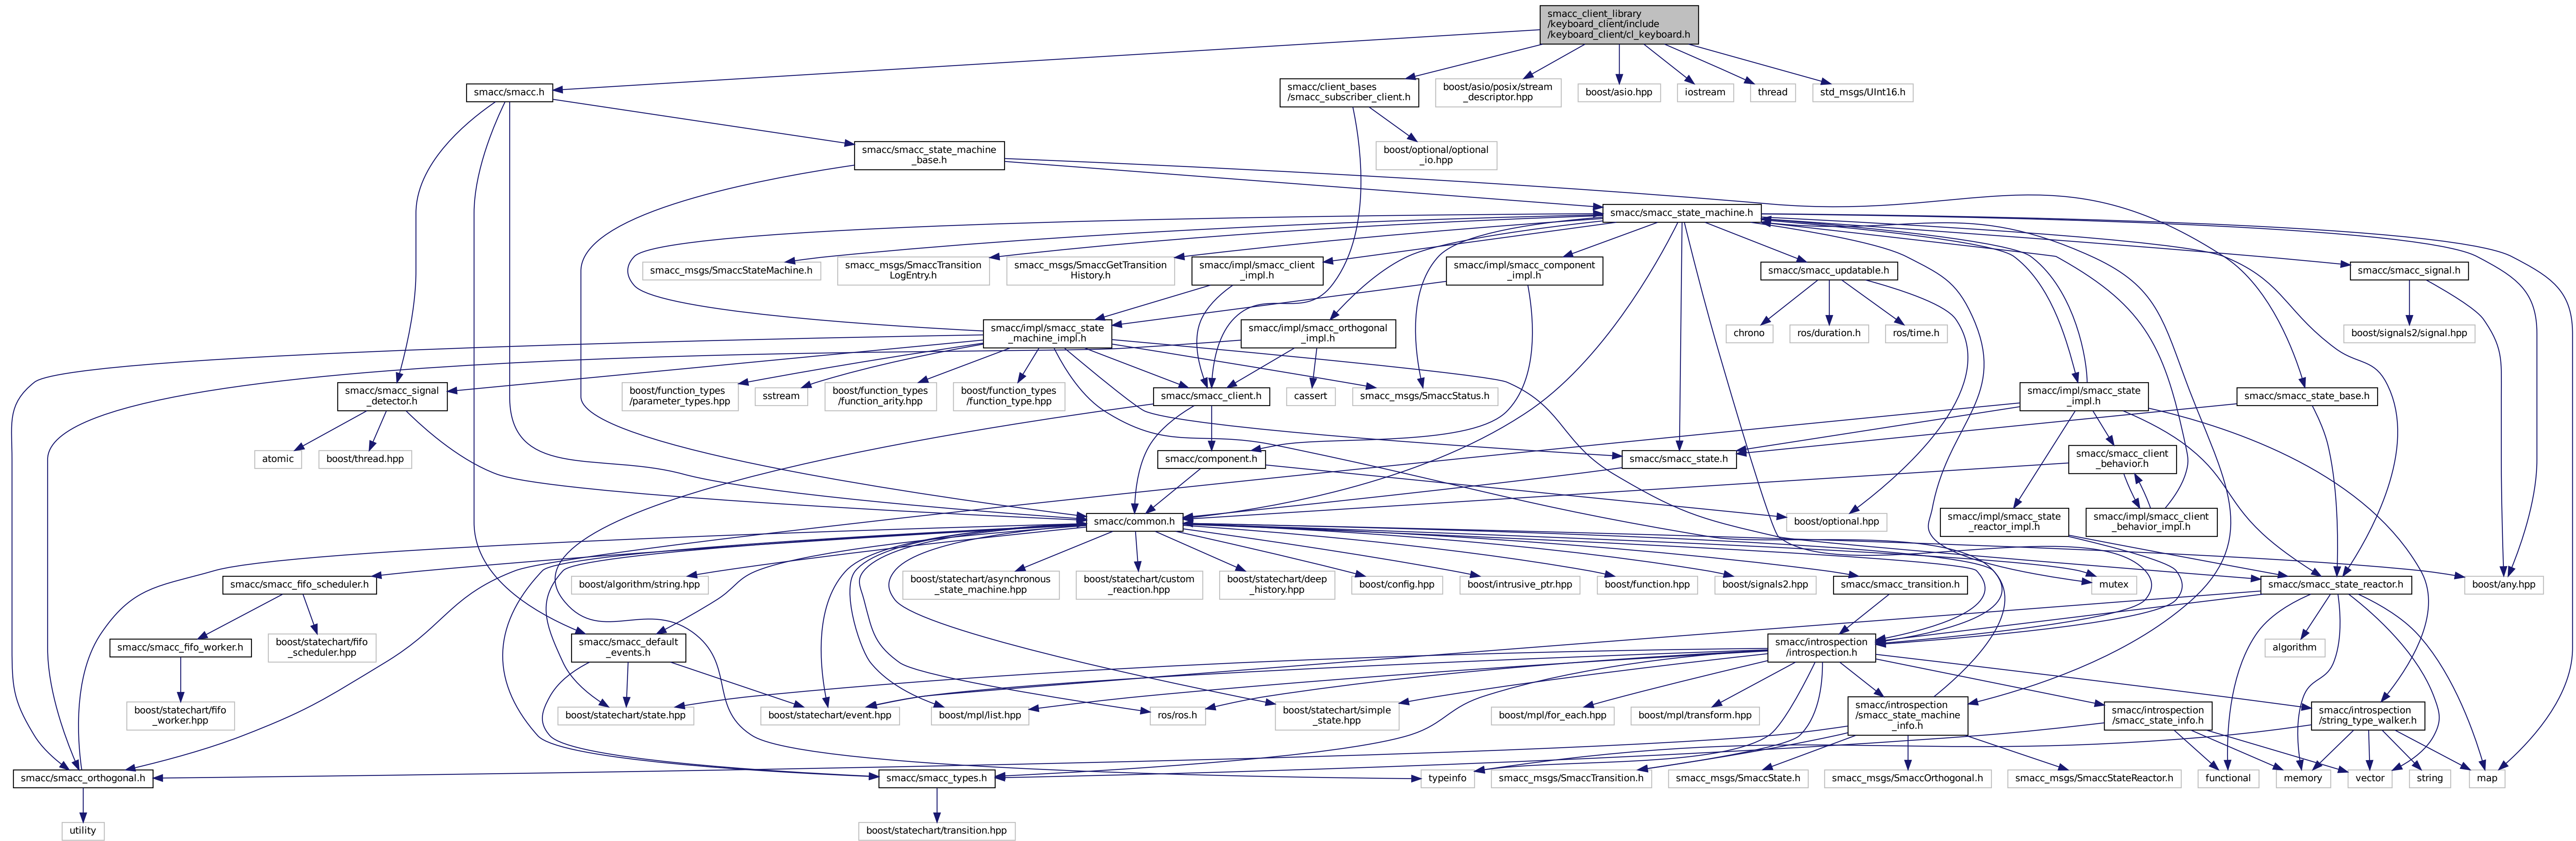 smacc_client_library
/keyboard_client/include
/keyboard_client/cl_keyboard.h
smacc/smacc.h
smacc/client_bases
/smacc_subscriber_client.h
boost/asio/posix/stream
_descriptor.hpp
boost/asio.hpp
iostream
thread
std_msgs/UInt16.h
smacc/smacc_state_machine
_base.h
boost/optional/optional
_io.hpp
smacc/smacc_state_machine.h
smacc_msgs/SmaccStateMachine.h
smacc_msgs/SmaccTransition
LogEntry.h
smacc_msgs/SmaccGetTransition
History.h
smacc/impl/smacc_client
_impl.h
smacc/impl/smacc_component
_impl.h
smacc/smacc_updatable.h
smacc/smacc_signal.h
smacc/impl/smacc_state
_machine_impl.h
smacc/impl/smacc_orthogonal
_impl.h
chrono
ros/duration.h
ros/time.h
boost/signals2/signal.hpp
smacc/smacc_signal
_detector.h
boost/function_types
/parameter_types.hpp
sstream
boost/function_types
/function_arity.hpp
boost/function_types
/function_type.hpp
smacc/smacc_client.h
cassert
smacc_msgs/SmaccStatus.h
smacc/impl/smacc_state
_impl.h
smacc/smacc_state_base.h
atomic
boost/thread.hpp
smacc/component.h
smacc/smacc_state.h
smacc/smacc_client
_behavior.h
smacc/common.h
boost/optional.hpp
smacc/impl/smacc_state
_reactor_impl.h
smacc/impl/smacc_client
_behavior_impl.h
smacc/smacc_fifo_scheduler.h
boost/algorithm/string.hpp
boost/statechart/asynchronous
_state_machine.hpp
boost/statechart/custom
_reaction.hpp
boost/statechart/deep
_history.hpp
boost/config.hpp
boost/intrusive_ptr.hpp
boost/function.hpp
boost/signals2.hpp
smacc/smacc_transition.h
mutex
smacc/smacc_state_reactor.h
boost/any.hpp
smacc/smacc_fifo_worker.h
boost/statechart/fifo
_scheduler.hpp
smacc/smacc_default
_events.h
smacc/introspection
/introspection.h
algorithm
boost/statechart/fifo
_worker.hpp
boost/statechart/state.hpp
boost/statechart/event.hpp
boost/mpl/list.hpp
ros/ros.h
boost/statechart/simple
_state.hpp
boost/mpl/for_each.hpp
boost/mpl/transform.hpp
smacc/introspection
/smacc_state_machine
_info.h
smacc/introspection
/smacc_state_info.h
smacc/introspection
/string_type_walker.h
smacc/smacc_orthogonal.h
smacc/smacc_types.h
typeinfo
smacc_msgs/SmaccTransition.h
smacc_msgs/SmaccState.h
smacc_msgs/SmaccOrthogonal.h
smacc_msgs/SmaccStateReactor.h
functional
memory
vector
string
map
utility
boost/statechart/transition.hpp